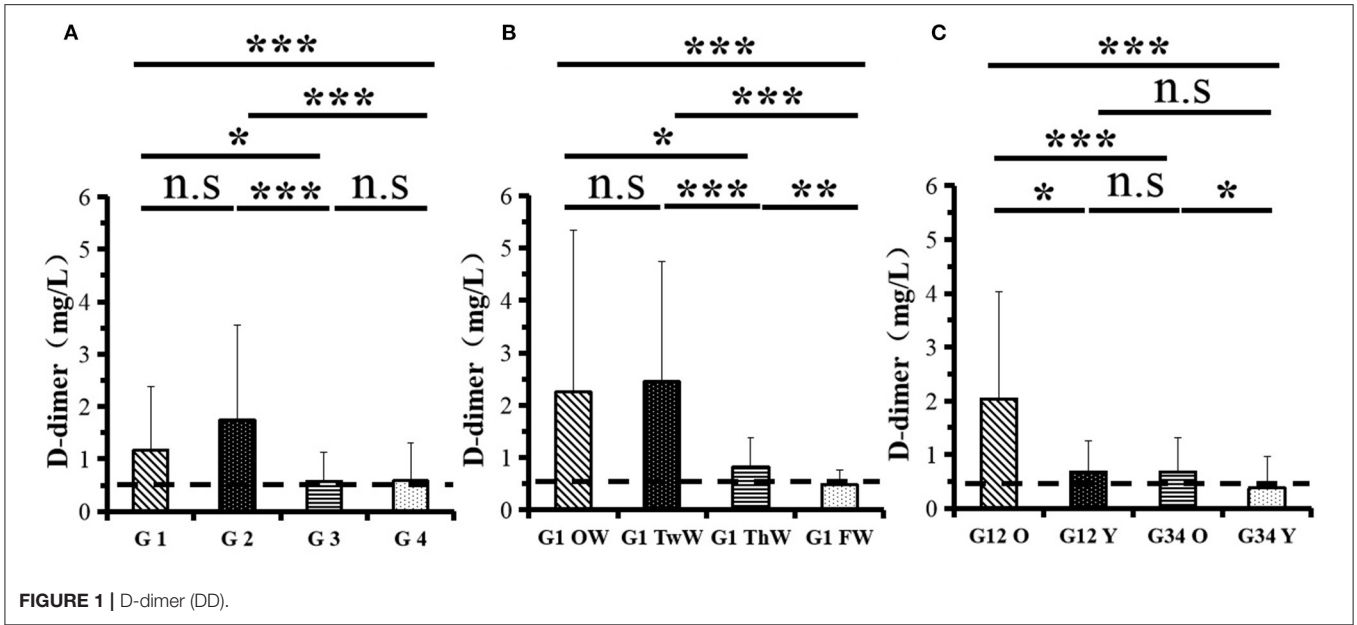 A
***
***
*
n.s *** n.s
6
5
4
3
2
1
0
D-dimer（mg/L）
G 1 G 2 G 3 G 4
B
***
***
*
n.s *** **
6
5
4
3
2
1
0
D-dimer（mg/L）
G1 OW G1 TwW G1 ThW G1 FW
C
***
n.s
***
* n.s *
6
5
4
3
2
1
0
D-dimer（mg/L）
G12 O G12 Y G34 O G34 Y
FIGURE 1 | D-dimer (DD).